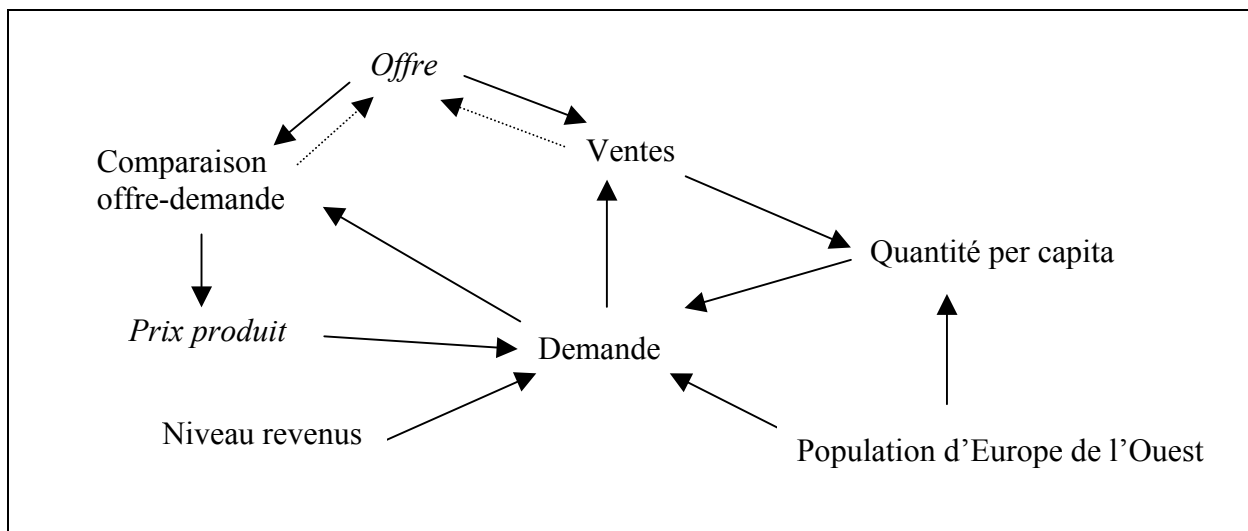 Offre
Ventes
Comparaison
offre-demande
Quantité per capita
Prix produit
Demande
Niveau revenus
Population d’Europe de l’Ouest